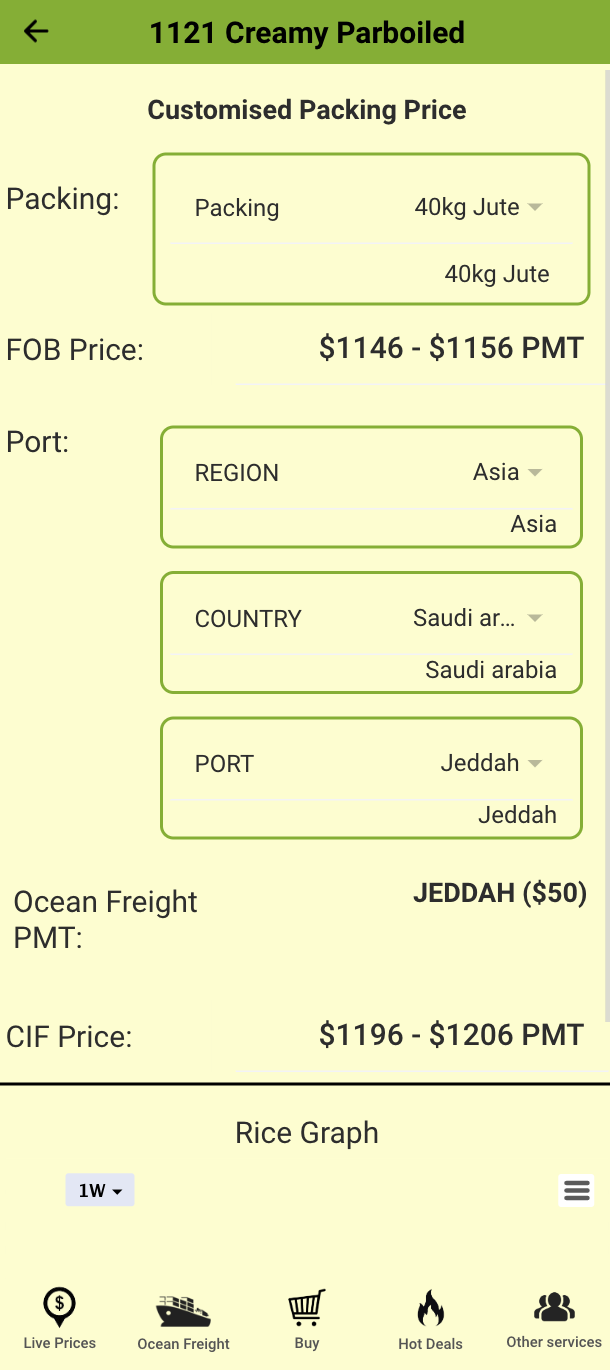 1121 Creamy Parboiled
Customised Packing Price
Packing:
Packing 40kg Jute
40kg Jute
FOB Price: $1146 - $1156 PMT
Port:
REGION Asia
Asia
COUNTRY Saudi ar...
Saudi arabia
PORT Jeddah
Jeddah
Ocean Freight PMT: JEDDAH ($50)
CIF Price: $1196 - $1206 PMT
Rice Graph
1W
$
Live Prices Ocean Freight Buy Hot Deals Other services